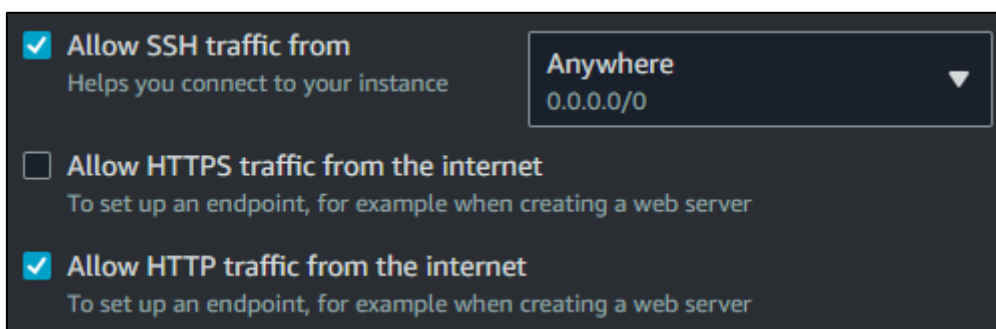 Allow SSH traffic from
Helps you connect to your instance
Anywhere
0.0.0.0/0
Allow HTTPS traffic from the internet
To set up an endpoint, for example when creating a web server
Allow HTTP traffic from the internet
To set up an endpoint, for example when creating a web server